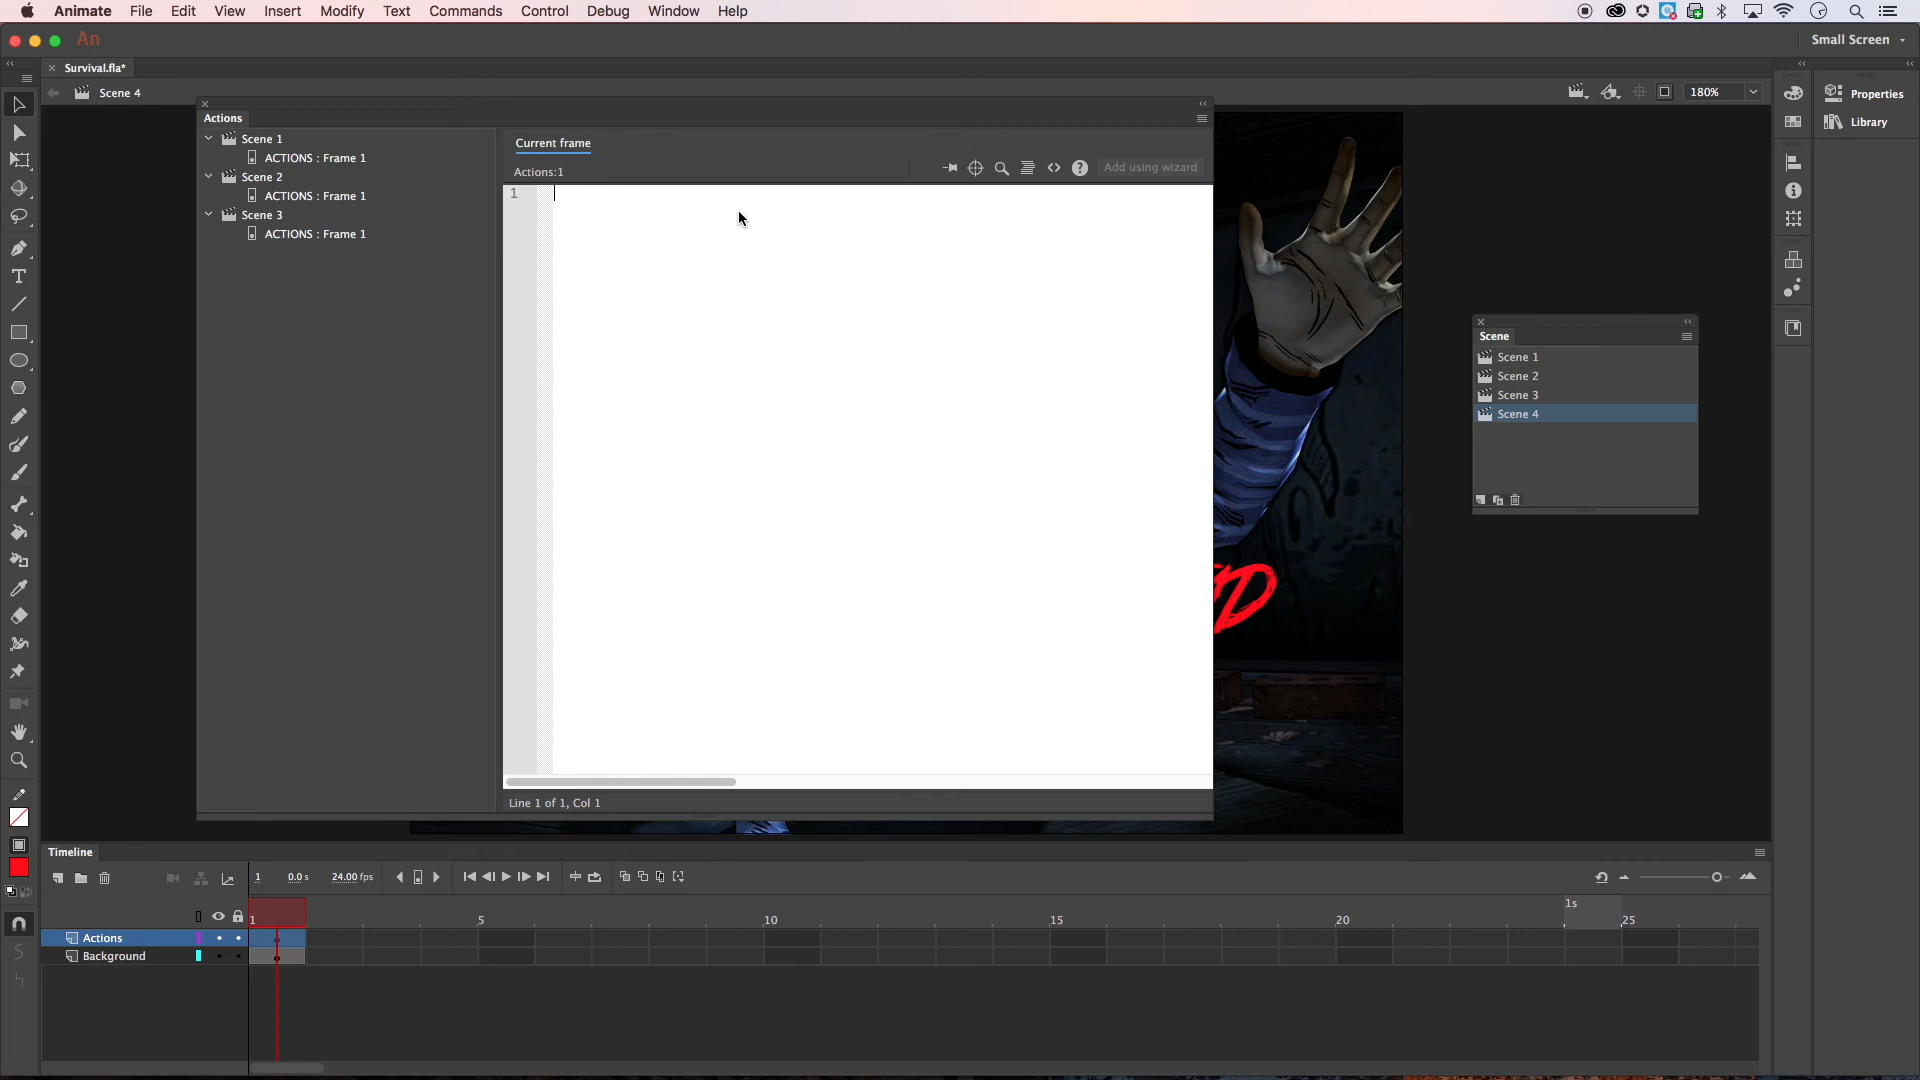 Animate File Edit View Insert Modify Text Commands Control Debug Window Help
An
Small Screen
Survival.fla*
Scene 4
180%
Properties
Library
Actions
Scene 1
ACTIONS : Frame 1
Scene 2
ACTIONS : Frame 1
Scene 3
ACTIONS : Frame 1
Current frame
Actions:1
Add using wizard
1
Line 1 of 1, Col 1
Scene
Scene 1
Scene 2
Scene 3
Scene 4
Timeline
1 0.0 s 24.00 fps
1s
1 5 10 15 20 25
Actions
Background